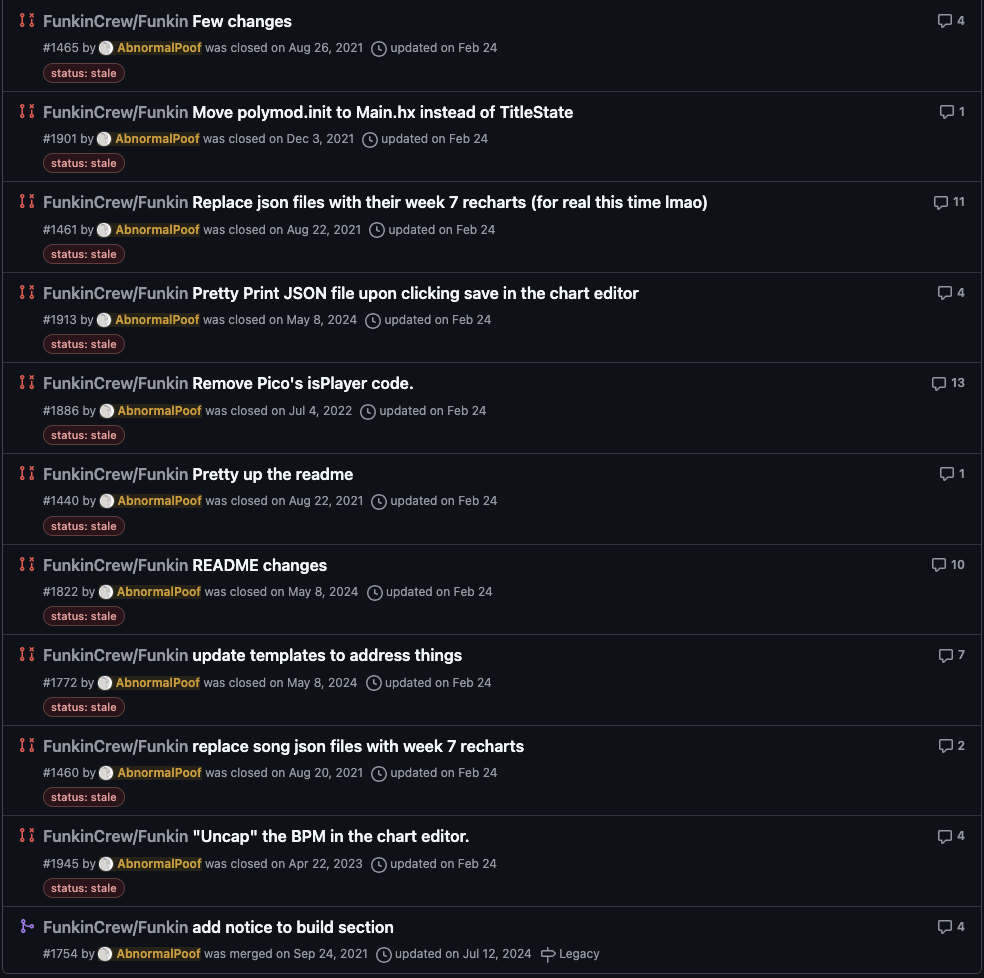 FunkinCrew/Funkin Few changes 4
#1465 by AbnormalPoof was closed on Aug 26, 2021 updated on Feb 24
status: stale
FunkinCrew/Funkin Move polymod.init to Main.hx instead of TitleState 1
#1901 by AbnormalPoof was closed on Dec 3, 2021 updated on Feb 24
status: stale
FunkinCrew/Funkin Replace json files with their week 7 recharts (for real this time lmao) 11
#1461 by AbnormalPoof was closed on Aug 22, 2021 updated on Feb 24
status: stale
FunkinCrew/Funkin Pretty Print JSON file upon clicking save in the chart editor 4
#1913 by AbnormalPoof was closed on May 8, 2024 updated on Feb 24
status: stale
FunkinCrew/Funkin Remove Pico's isPlayer code. 13
#1886 by AbnormalPoof was closed on Jul 4, 2022 updated on Feb 24
status: stale
FunkinCrew/Funkin Pretty up the readme 1
#1440 by AbnormalPoof was closed on Aug 22, 2021 updated on Feb 24
status: stale
FunkinCrew/Funkin README changes 10
#1822 by AbnormalPoof was closed on May 8, 2024 updated on Feb 24
status: stale
FunkinCrew/Funkin update templates to address things 7
#1772 by AbnormalPoof was closed on May 8, 2024 updated on Feb 24
status: stale
FunkinCrew/Funkin replace song json files with week 7 recharts 2
#1460 by AbnormalPoof was closed on Aug 20, 2021 updated on Feb 24
status: stale
FunkinCrew/Funkin "Uncap" the BPM in the chart editor. 4
#1945 by AbnormalPoof was closed on Apr 22, 2023 updated on Feb 24
status: stale
FunkinCrew/Funkin add notice to build section 4
#1754 by AbnormalPoof was merged on Sep 24, 2021 updated on Jul 12, 2024 Legacy